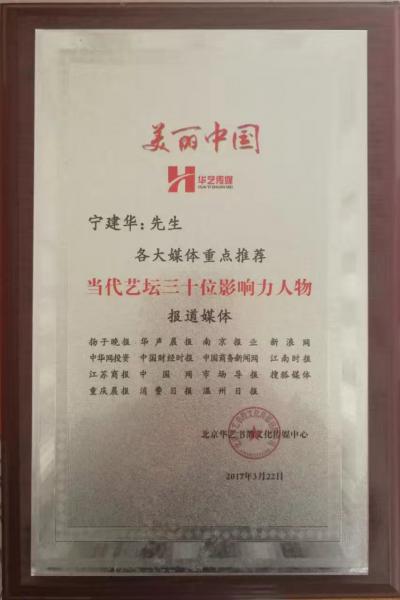 美丽中国
华艺传媒
HUA YI CHUAN MEI
宁建华：先生
各大媒体重点推荐
当代艺坛三十位影响力人物
报道媒体
扬子晚报 华声晨报 南京报业 新浪网
中华网投资 中国财经时报 中国商务新闻网 江南时报
江苏商报 中国网 市场导报 搜狐媒体
重庆晨报 消费日报 温州日报
北京华艺书韵文化传媒中心
2017年3月22日